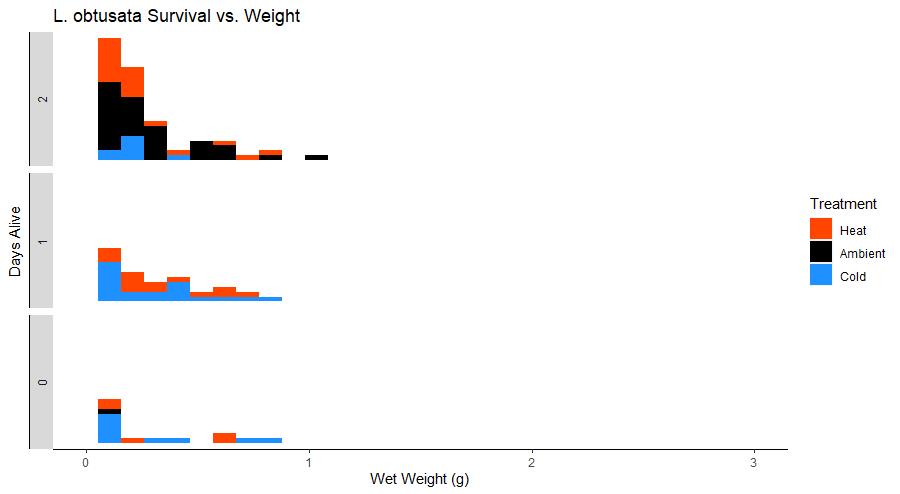 L. obtusata Survival vs. Weight
Days Alive
2
1
0
0 1 2 3
Wet Weight (g)
Treatment
Heat
Ambient
Cold